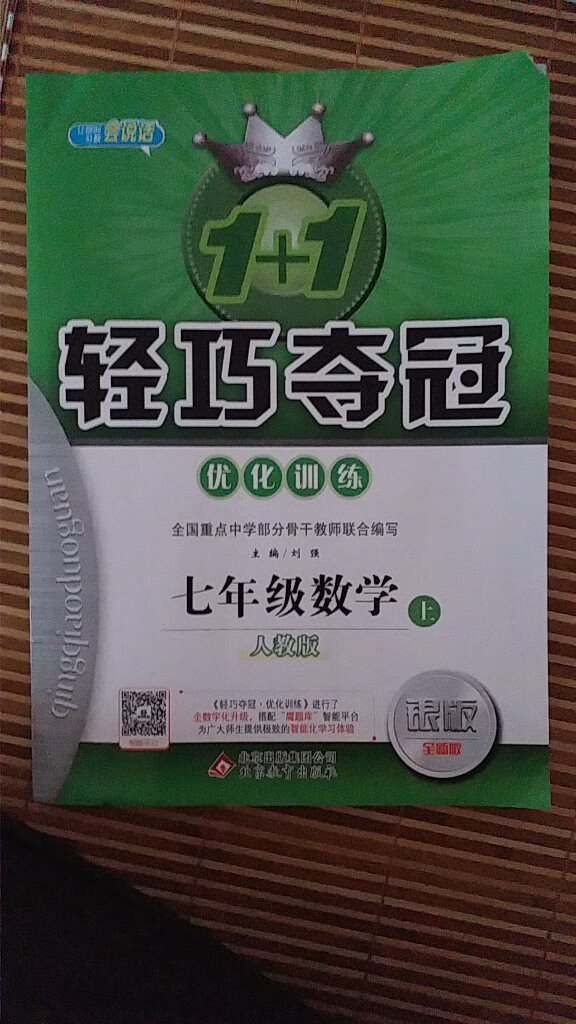 会说话
1+1
轻巧夺冠
优化训练
全国重点中学部分骨干教师联合编写
主编/刘强
七年级数学 上
人教版
qingqiaoduoguan
《轻巧夺冠·优化训练》进行了
全数字化升级，搭配“魔题库”智能平台
为广大师生提供极致的智能化学习体验
银版
全新版
北京出版集团公司
北京教育出版社